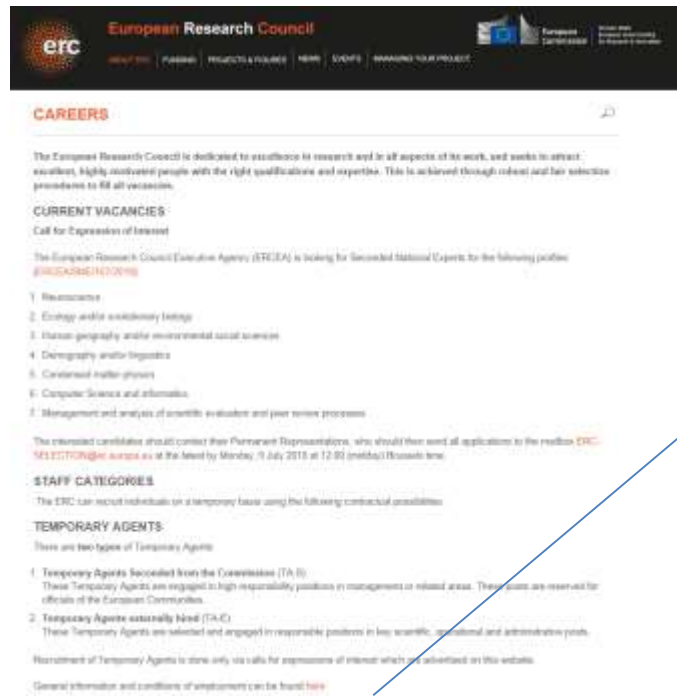 erc
European Research Council
European Commission
ABOUT ERC FUNDING PROJECTS & FIGURES NEWS EVENTS MANAGING YOUR PROJECT
CAREERS
The European Research Council is dedicated to excellence in research and in all aspects of its work, and seeks to attract
excellent, highly motivated people with the right qualifications and expertise. This is achieved through robust and fair selection
procedures to fill all vacancies.
CURRENT VACANCIES
Call for Expression of Interest
The European Research Council Executive Agency (ERCEA) is looking for Seconded National Experts for the following profiles
1. Neuroscience
2. Ecology and/or evolutionary biology
3. Human geography and/or environmental social sciences
4. Demography and/or linguistics
5. Condensed matter physics
6. Computer Science and informatics
7. Management and analysis of scientific evaluation and peer review processes
The interested candidates should contact their Permanent Representations, who should then send all applications to the mailbox ERC-
SELECTION@ec.europa.eu at the latest by Monday, 9 July 2018 at 12.00 (midday) Brussels time.
STAFF CATEGORIES
The ERC can recruit individuals on a temporary basis using the following contractual possibilities
TEMPORARY AGENTS
There are two types of Temporary Agents
1. Temporary Agents Seconded from the Commission (TA-S)
These Temporary Agents are engaged in high responsibility positions in management or related areas. These posts are reserved for
officials of the European Communities.
2. Temporary Agents externally hired (TA-E)
These Temporary Agents are selected and engaged in responsible positions in key scientific, operational and administrative posts.
Recruitment of Temporary Agents is done only via calls for expressions of interest which are advertised on this website.
General information and conditions of employment can be found here